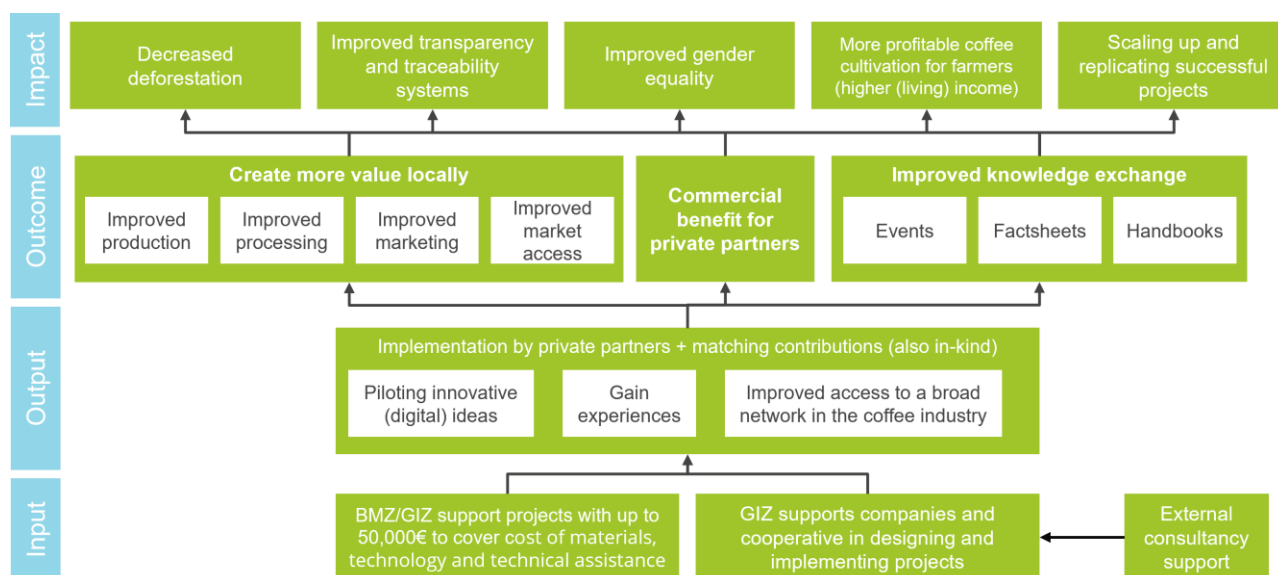 Impact
Decreased
deforestation
Improved transparency
and traceability
systems
Improved gender
equality
More profitable coffee
cultivation for farmers
(higher (living) income)
Scaling up and
replicating successful
projects
Outcome
Create more value locally
Improved
production
Improved
processing
Improved
marketing
Improved
market
access
Commercial
benefit for
private partners
Improved knowledge exchange
Events
Factsheets
Handbooks
Output
Implementation by private partners + matching contributions (also in-kind)
Piloting innovative
(digital) ideas
Gain
experiences
Improved access to a broad
network in the coffee industry
Input
BMZ/GIZ support projects with up to
50,000€ to cover cost of materials,
technology and technical assistance
GIZ supports companies and
cooperative in designing and
implementing projects
External
consultancy
support